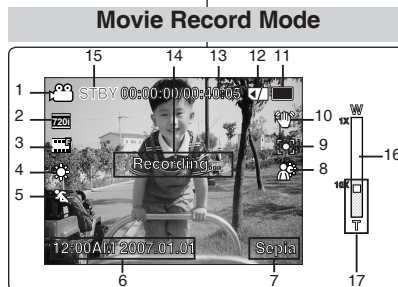 Movie Record Mode
15 14 13 12 11
1 STBY 00:00:00/00:40:05
2 720i 10
3 9
4 8
5
Recording...
W
1X
16
10X
T
12:00AM 2007.01.01 Sepia
6 7 17